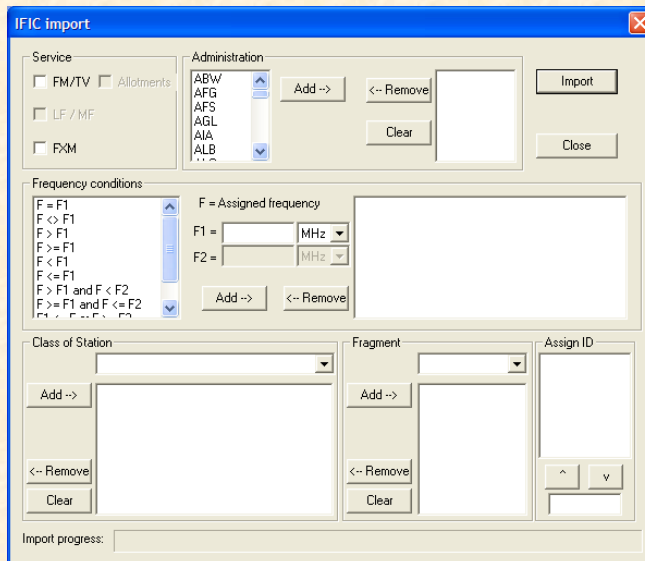 IFIC import
Service
FM/TV Allotments
LF / MF
FXM
Administration
ABW
AFG
AFS
AGL
AIA
ALB
Add -->
<-- Remove
Clear
Import
Close
Frequency conditions
F = F1
F <> F1
F > F1
F >= F1
F < F1
F <= F1
F > F1 and F < F2
F >= F1 and F <= F2
F = Assigned frequency
F1 = MHz
F2 = MHz
Add --> <-- Remove
Class of Station
Add -->
<-- Remove
Clear
Fragment
Add -->
<-- Remove
Clear
Assign ID
^ v
Import progress: